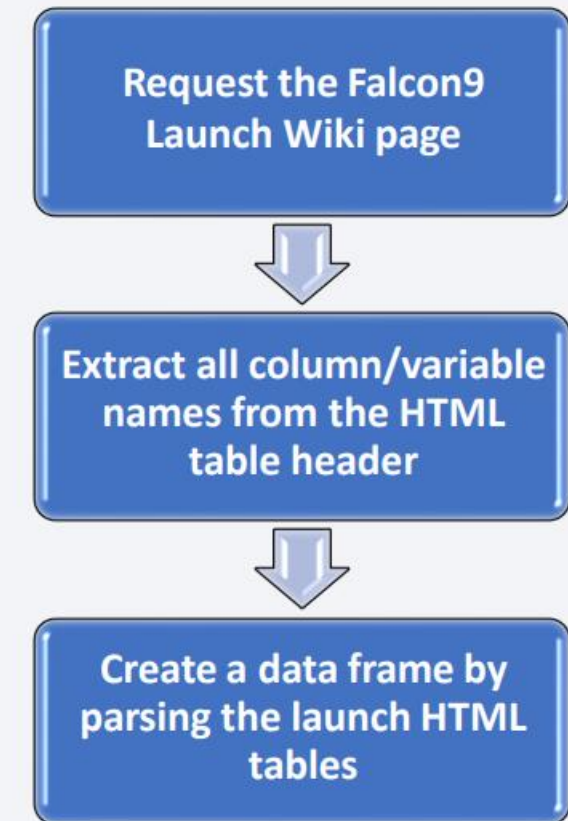 Request the Falcon9
Launch Wiki page
Extract all column/variable
names from the HTML
table header
Create a data frame by
parsing the launch HTML
tables